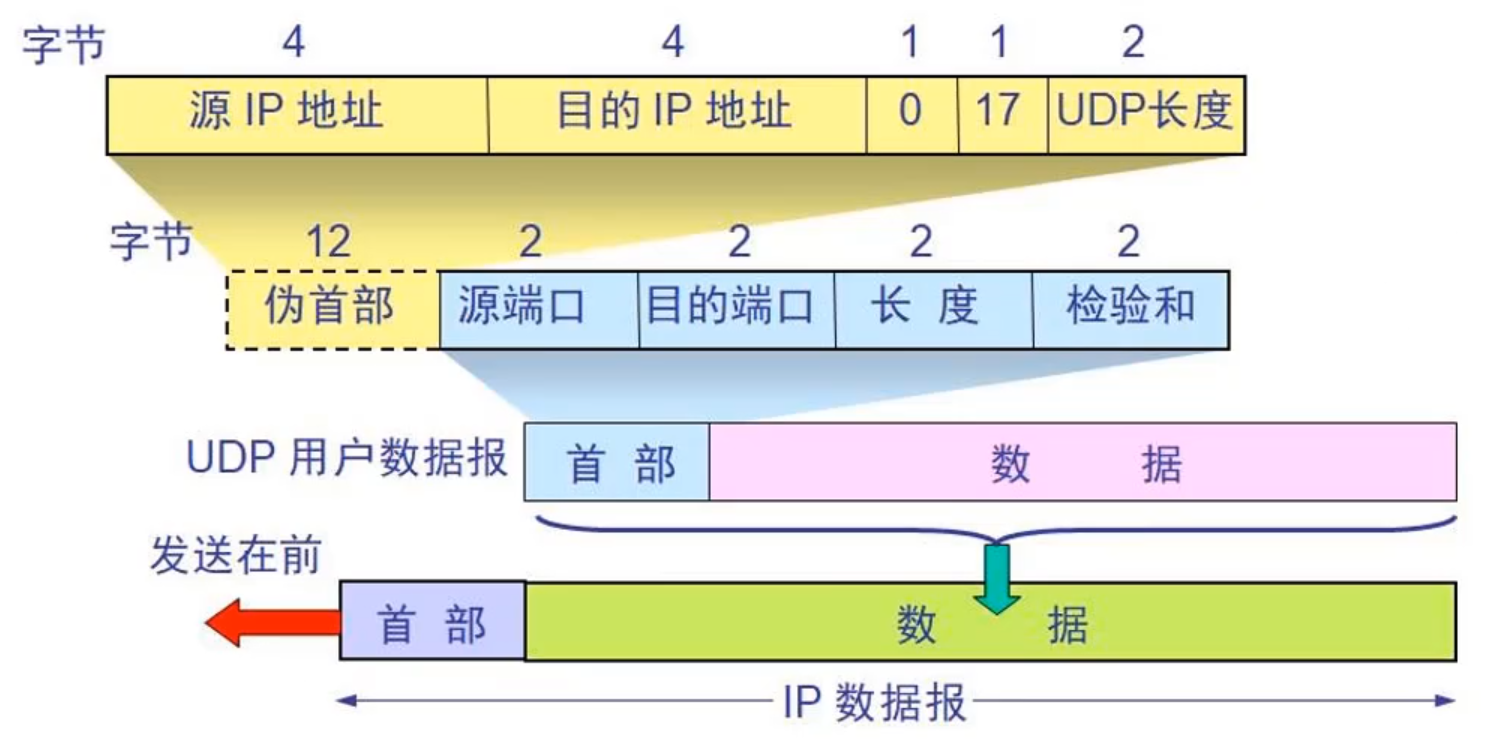 字节 4 4 1 1 2
源 IP 地址 目的 IP 地址 0 17 UDP长度
字节 12 2 2 2 2
伪首部 源端口 目的端口 长 度 检验和
UDP 用户数据报 首 部 数 据
发送在前
首 部 数 据
IP 数据报